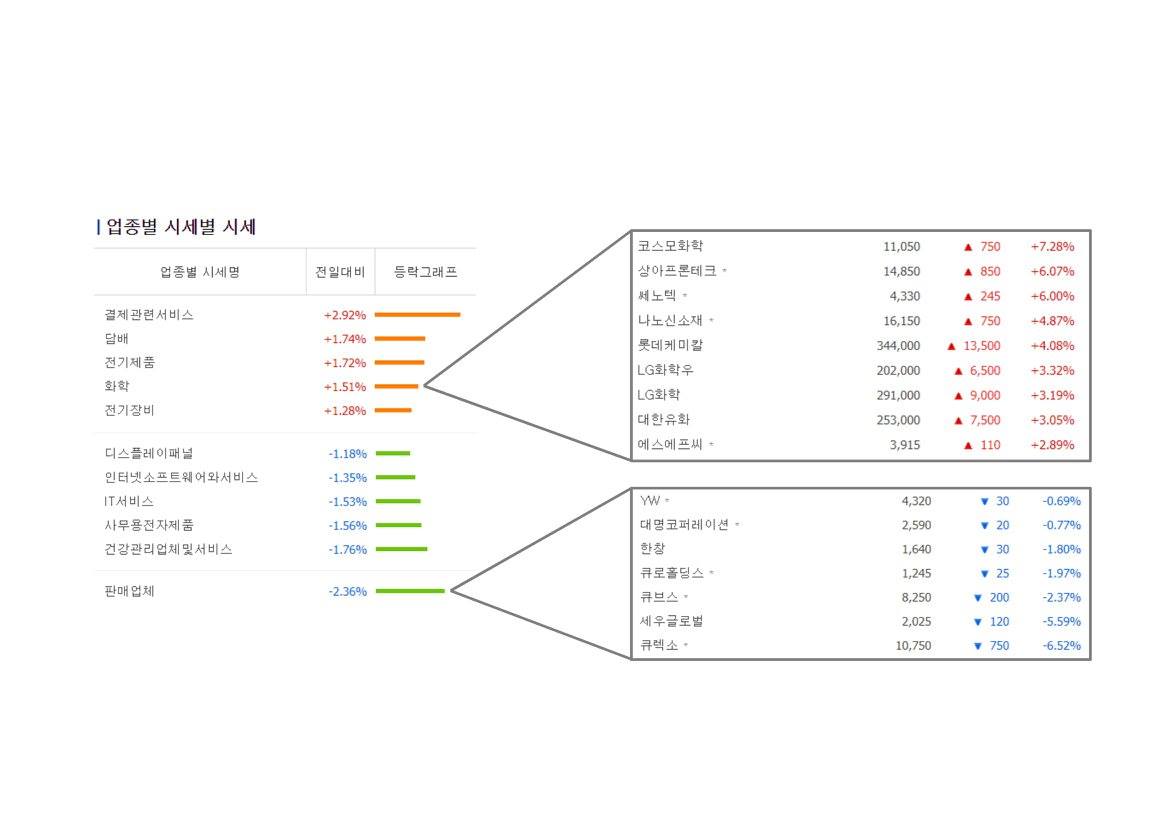 업종별 시세별 시세
업종별 시세명 전일대비 등락그래프
결제관련서비스 +2.92%
담배 +1.74%
전기제품 +1.72%
화학 +1.51%
전기장비 +1.28%
디스플레이패널 -1.18%
인터넷소프트웨어와서비스 -1.35%
IT서비스 -1.53%
사무용전자제품 -1.56%
건강관리업체및서비스 -1.76%
판매업체 -2.36%
코스모화학 11,050 ▲ 750 +7.28%
상아프론테크 * 14,850 ▲ 850 +6.07%
쎄노텍 * 4,330 ▲ 245 +6.00%
나노신소재 * 16,150 ▲ 750 +4.87%
롯데케미칼 344,000 ▲ 13,500 +4.08%
LG화학우 202,000 ▲ 6,500 +3.32%
LG화학 291,000 ▲ 9,000 +3.19%
대한유화 253,000 ▲ 7,500 +3.05%
에스에프씨 * 3,915 ▲ 110 +2.89%
YW * 4,320 ▼ 30 -0.69%
대명코퍼레이션 * 2,590 ▼ 20 -0.77%
한창 1,640 ▼ 30 -1.80%
큐로홀딩스 * 1,245 ▼ 25 -1.97%
큐브스 * 8,250 ▼ 200 -2.37%
세우글로벌 2,025 ▼ 120 -5.59%
큐렉소 * 10,750 ▼ 750 -6.52%